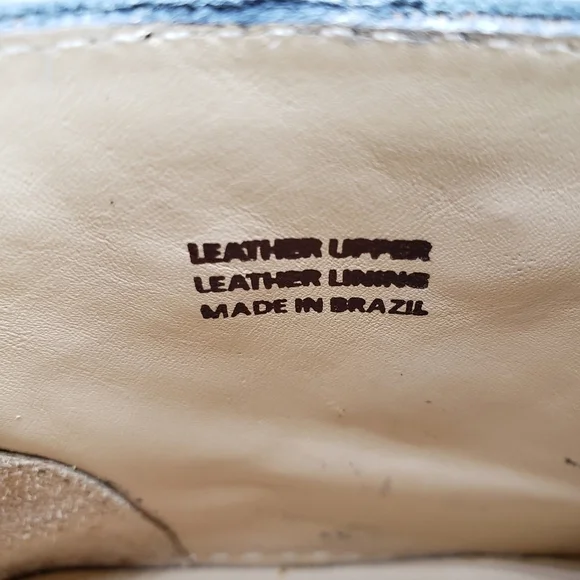 LEATHER UPPER
LEATHER LINING
MADE IN BRAZIL